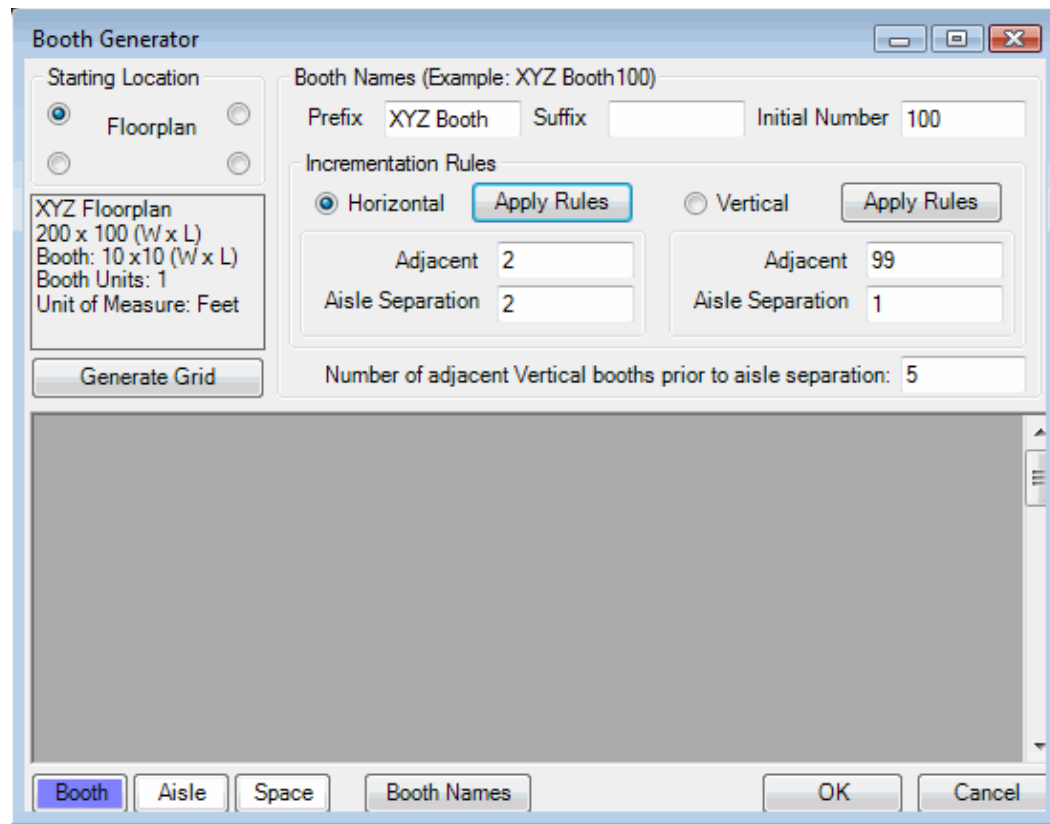 Booth Generator
Starting Location
Floorplan
XYZ Floorplan
200 x 100 (W x L)
Booth: 10 x10 (W x L)
Booth Units: 1
Unit of Measure: Feet
Generate Grid
Booth Names (Example: XYZ Booth100)
Prefix XYZ Booth Suffix Initial Number 100
Incrementation Rules
Horizontal Apply Rules Vertical Apply Rules
Adjacent 2 Adjacent 99
Aisle Separation 2 Aisle Separation 1
Number of adjacent Vertical booths prior to aisle separation: 5
Booth Aisle Space Booth Names OK Cancel